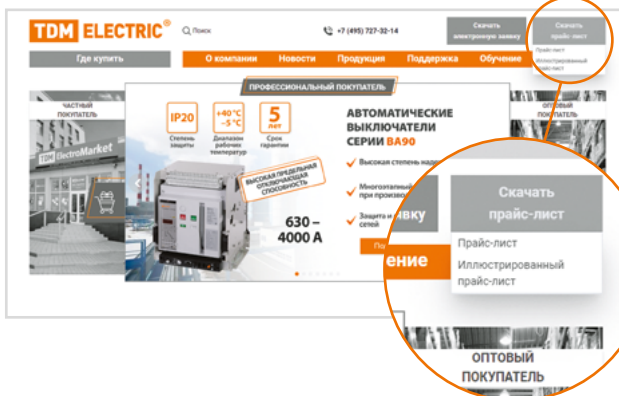 TDM ELECTRIC®
Поиск
+7 (495) 727-32-14
Скачать
электронную заявку
Скачать
прайс-лист
Прайс-лист
Иллюстрированный
прайс-лист
Где купить
О компании
Новости
Продукция
Поддержка
Обучение
ПРОФЕССИОНАЛЬНЫЙ ПОКУПАТЕЛЬ
ЧАСТНЫЙ
ПОКУПАТЕЛЬ
TDM ElectroMarket
IP20
Степень
защиты
+40 °C
-5 °C
Диапазон
рабочих
температур
5
лет
Срок
гарантии
ВЫСОКАЯ ПРЕДЕЛЬНАЯ
ОТКЛЮЧАЮЩАЯ
СПОСОБНОСТЬ
630 –
4000 А
АВТОМАТИЧЕСКИЕ
ВЫКЛЮЧАТЕЛИ
СЕРИИ ВА90
Высокая степень
Многоэтапный
при
Защита и
сетей
ОПТОВЫЙ
ПОКУПАТЕЛЬ
вку
ение
Скачать
прайс-лист
Прайс-лист
Иллюстрированный
прайс-лист
ОПТОВЫЙ
ПОКУПАТЕЛЬ